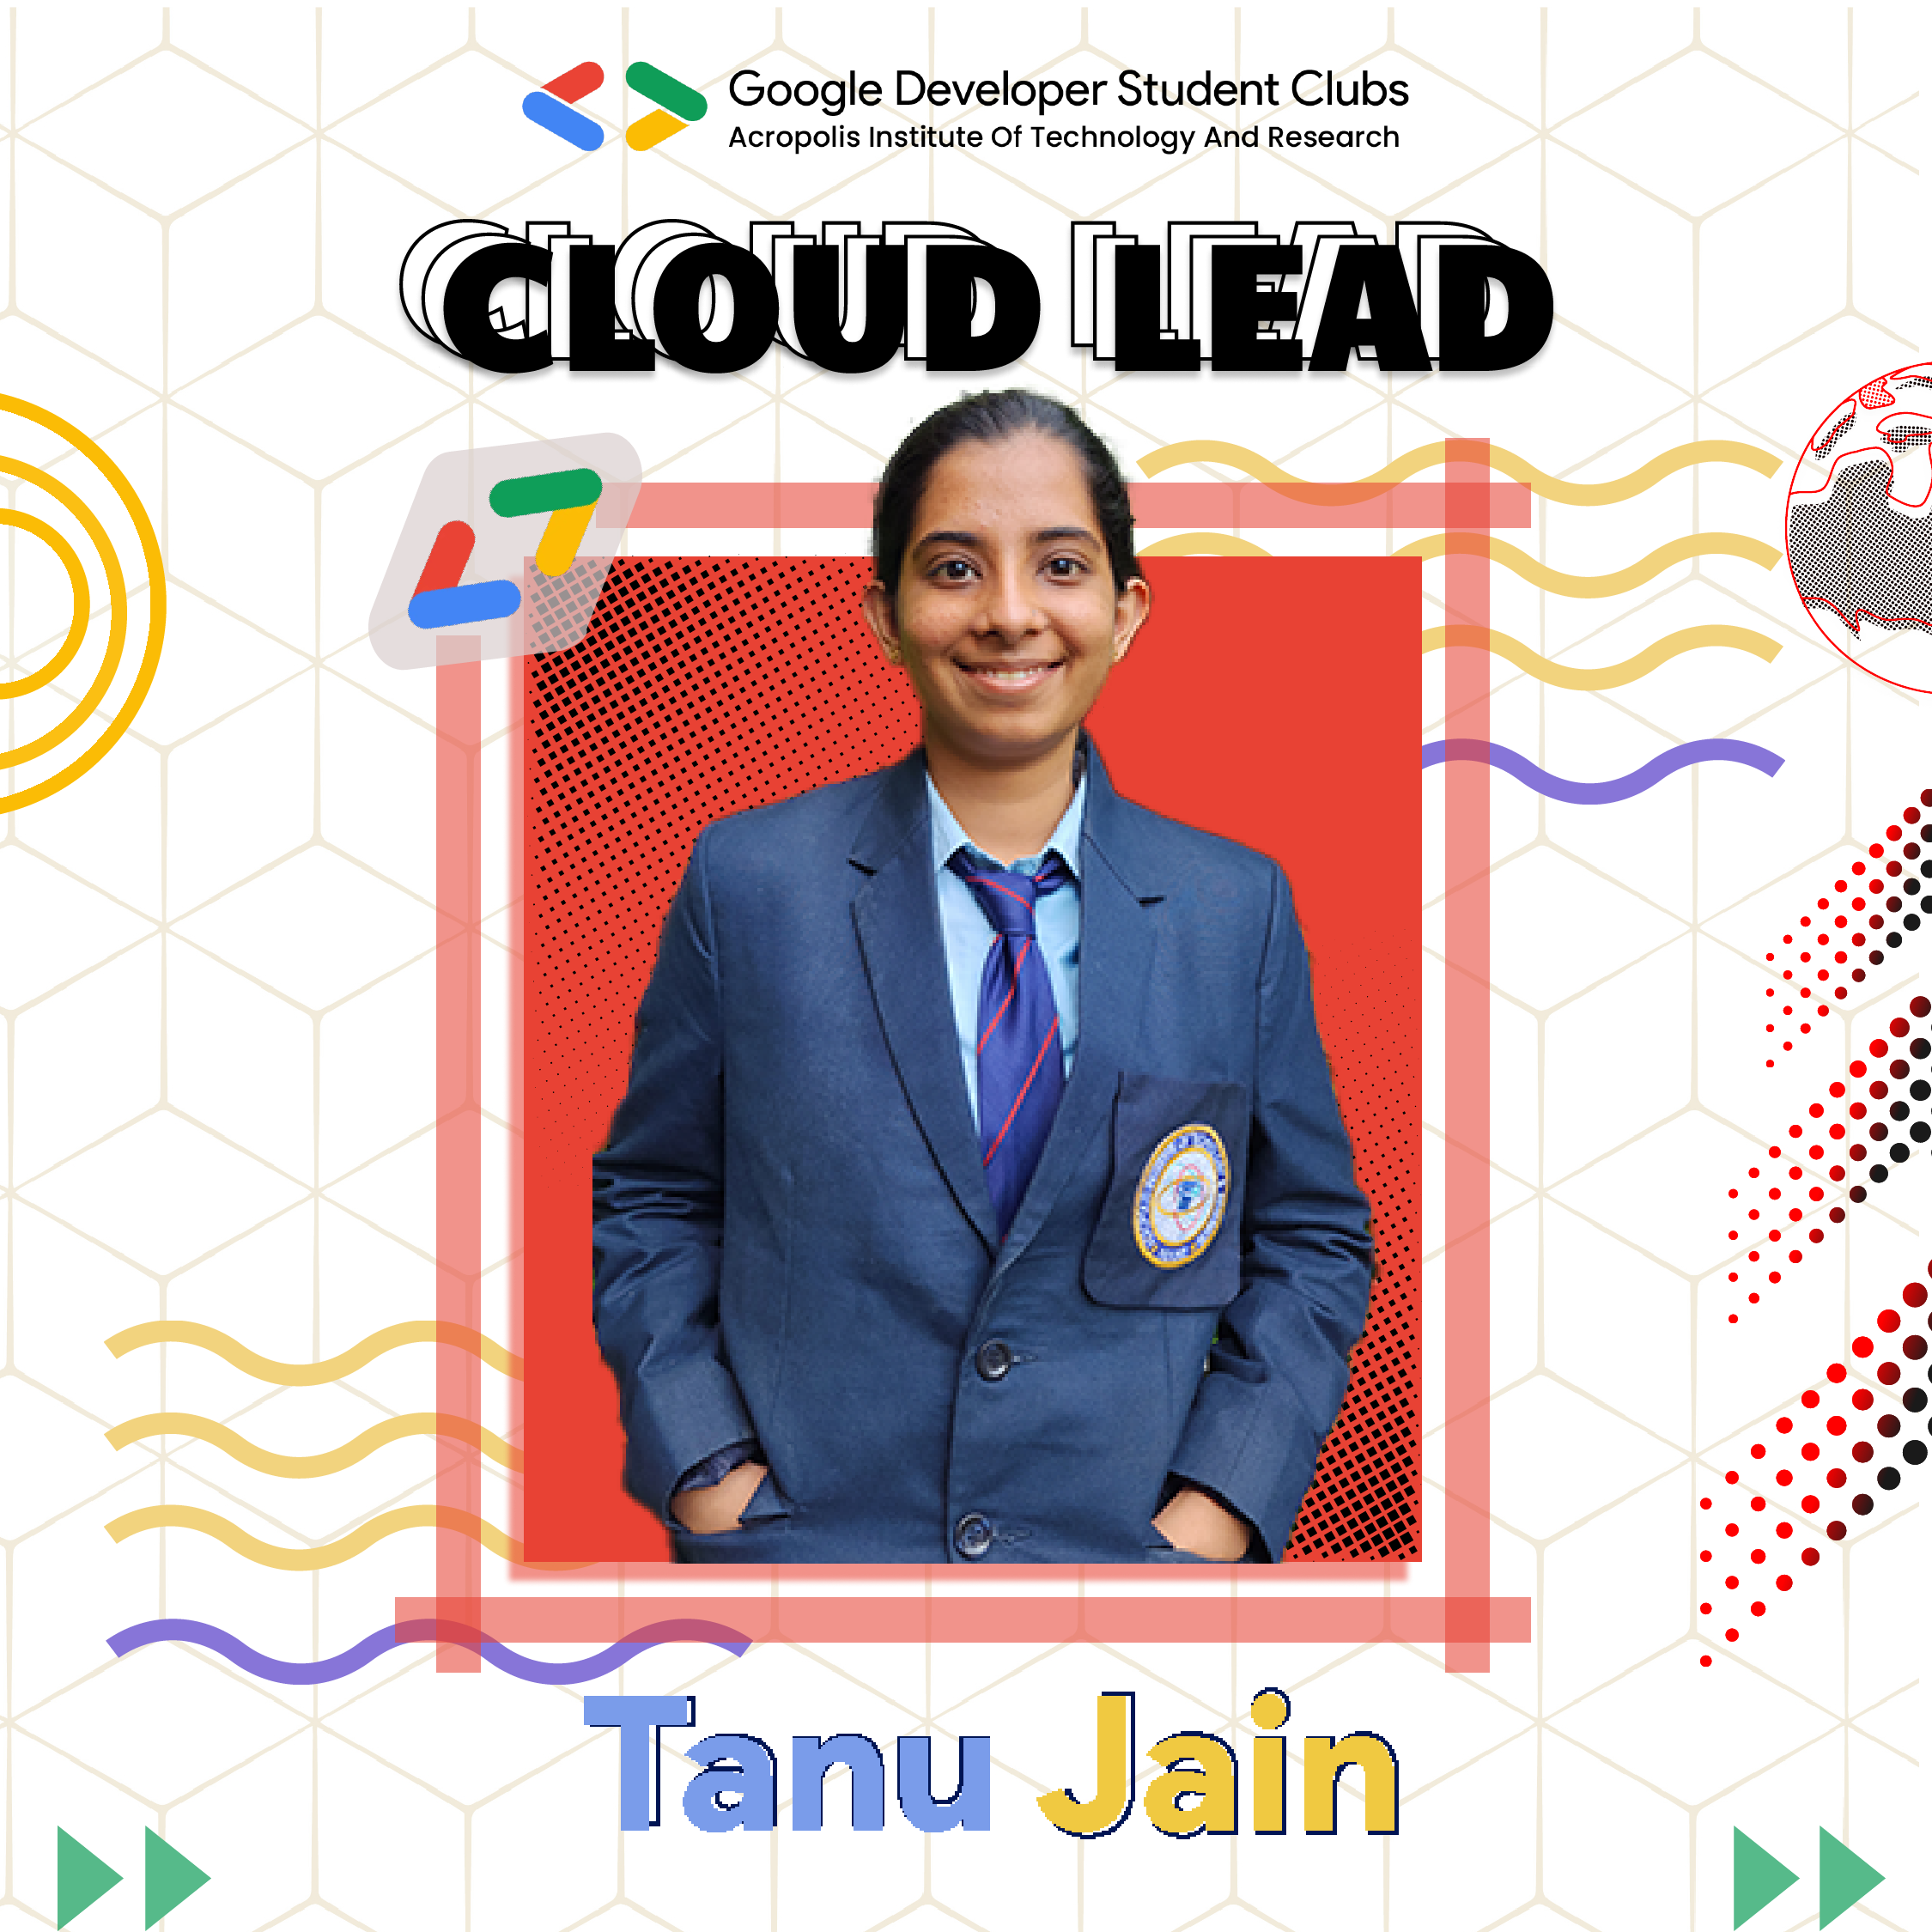 Google Developer Student Clubs
Acropolis Institute Of Technology And Research
CLOUD LEAD
Tanu Jain